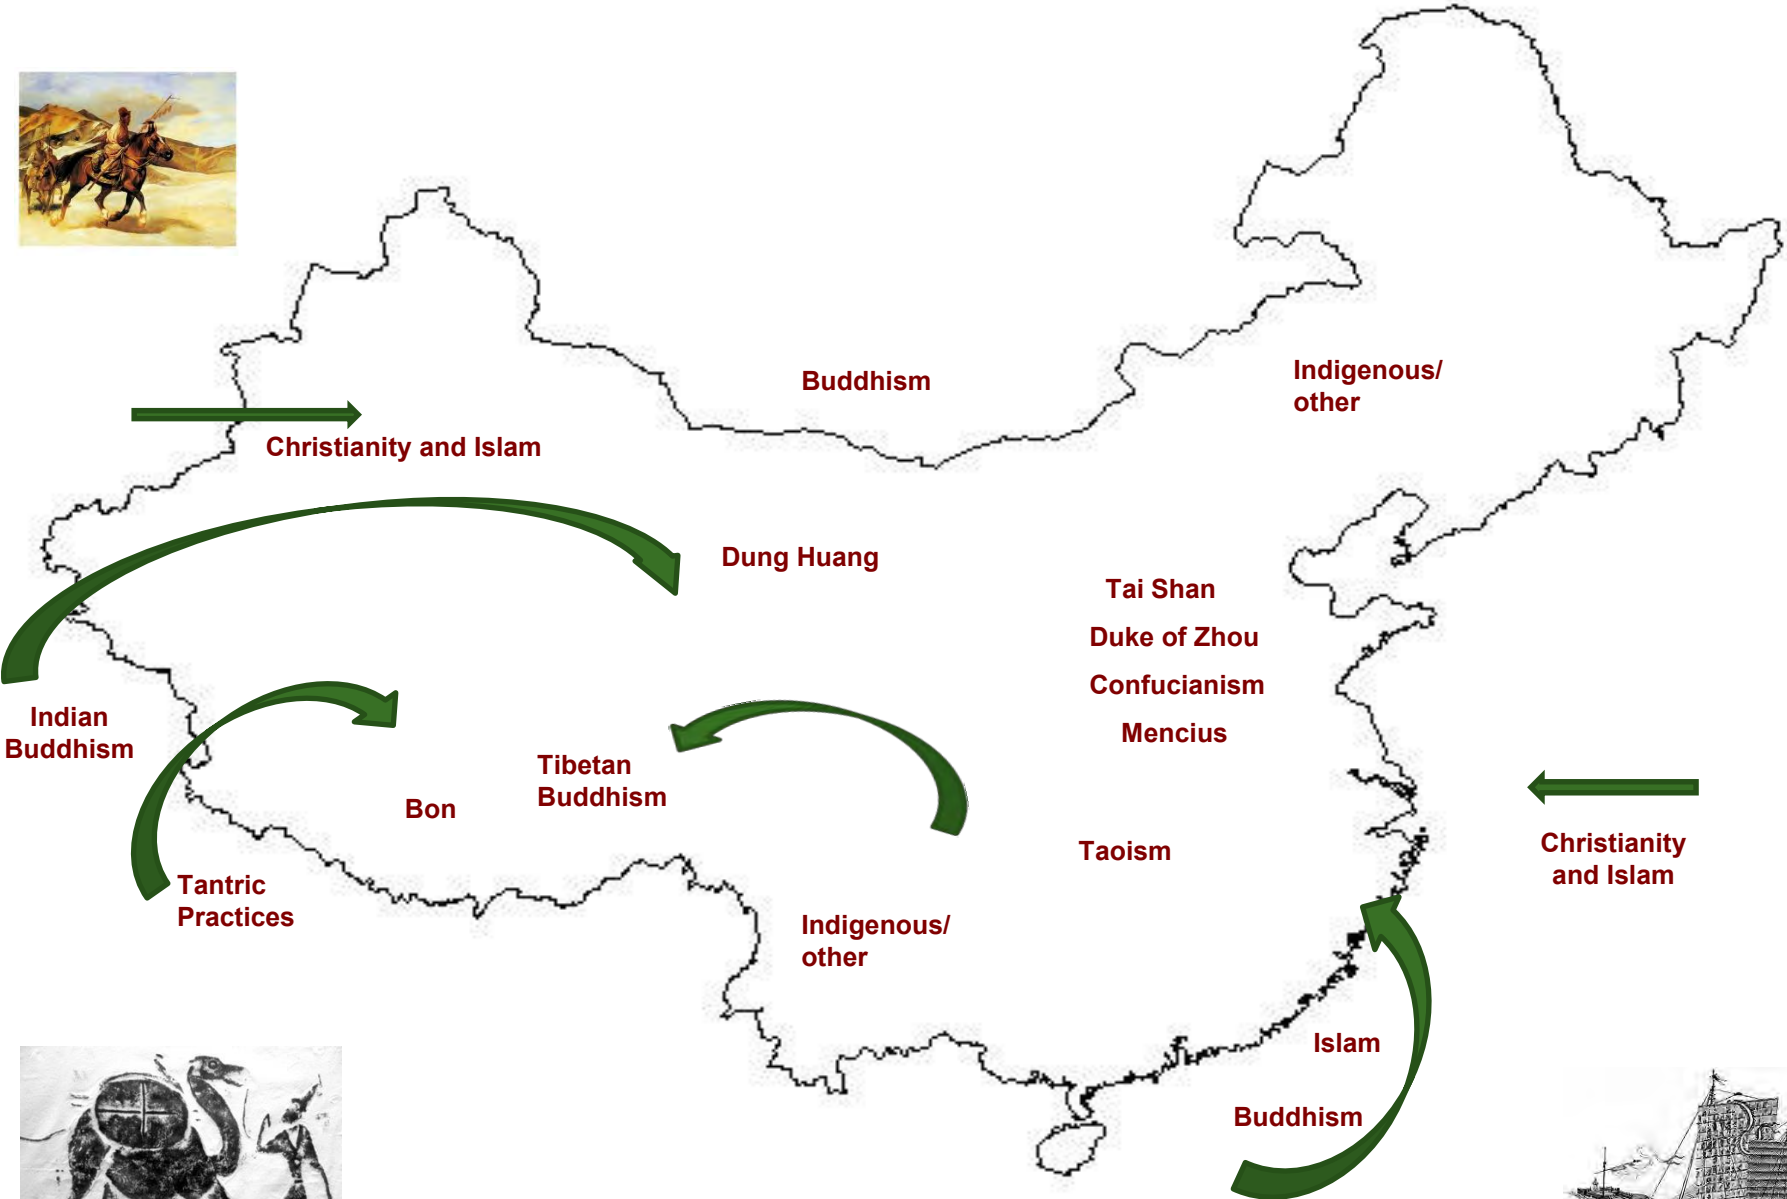 Buddhism
Indigenous/
other
Christianity and Islam
Dung Huang
Tai Shan
Duke of Zhou
Confucianism
Mencius
Indian
Buddhism
Tibetan
Buddhism
Bon
Taoism
Christianity
and Islam
Tantric
Practices
Indigenous/
other
Islam
Buddhism